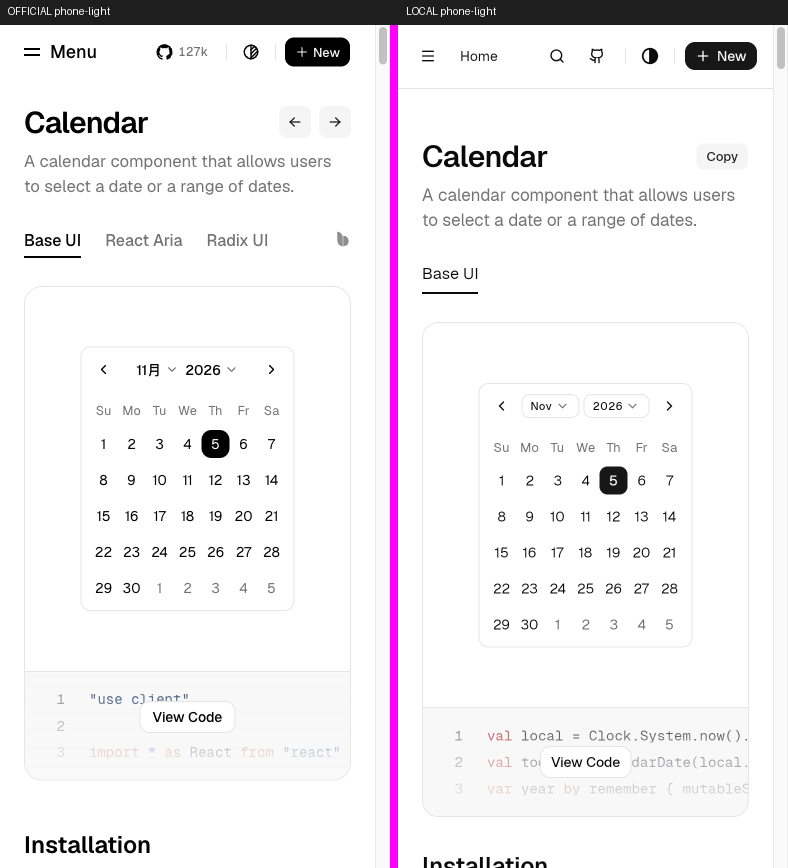 OFFICIAL phone-light
Menu 127k + New
Calendar
A calendar component that allows users
to select a date or a range of dates.
Base UI React Aria Radix UI
11月 2026
Su Mo Tu We Th Fr Sa
1 2 3 4 5 6 7
8 9 10 11 12 13 14
15 16 17 18 19 20 21
22 23 24 25 26 27 28
29 30 1 2 3 4 5
1 "use client"
View Code
2
3 import * as React from "react"
Installation
LOCAL phone-light
Home + New
Calendar Copy
A calendar component that allows users
to select a date or a range of dates.
Base UI
Nov 2026
Su Mo Tu We Th Fr Sa
1 2 3 4 5 6 7
8 9 10 11 12 13 14
15 16 17 18 19 20 21
22 23 24 25 26 27 28
29 30 1 2 3 4 5
1 val local = Clock.System.now().
2 val darDate(local.
View Code
3 var year by remember { mutableS
Installation